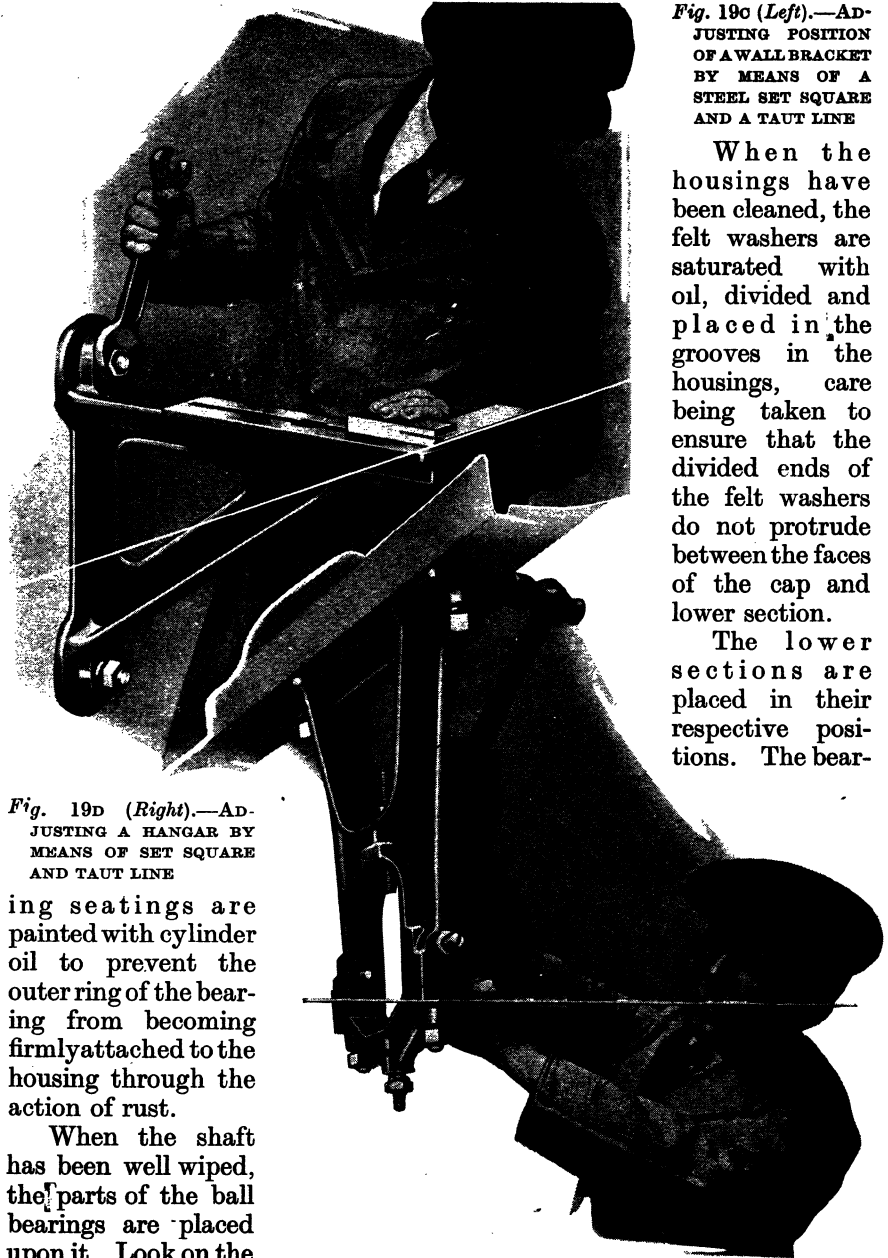 Fig. 19C (Left).—AD-
JUSTING POSITION
OF A WALL BRACKET
BY MEANS OF A
STEEL SET SQUARE
AND A TAUT LINE
When the
housings have
been cleaned, the
felt washers are
saturated with
oil, divided and
placed in the
grooves in the
housings, care
being taken to
ensure that the
divided ends of
the felt washers
do not protrude
between the faces
of the cap and
lower section.
The lower
sections are
placed in their
respective posi-
tions. The bear-
Fig. 19D (Right).—AD-
JUSTING A HANGAR BY
MEANS OF SET SQUARE
AND TAUT LINE
ing seatings are
painted with cylinder
oil to prevent the
outer ring of the bear-
ing from becoming
firmly attached to the
housing through the
action of rust.
When the shaft
has been well wiped,
the parts of the ball
bearings are placed
upon it. Look on the